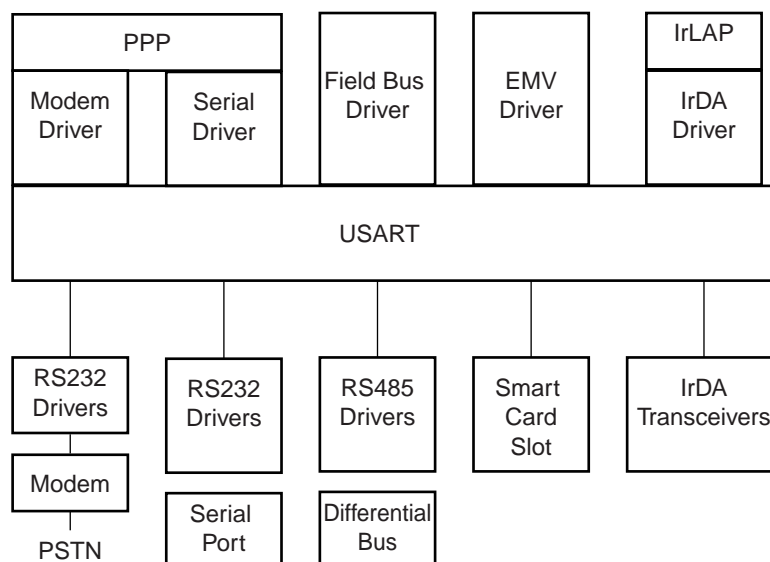 PPP
IrLAP
Modem
Driver
Serial
Driver
Field Bus
Driver
EMV
Driver
IrDA
Driver
USART
RS232
Drivers
RS232
Drivers
RS485
Drivers
Smart
Card
Slot
IrDA
Transceivers
Modem
Serial
Port
Differential
Bus
PSTN